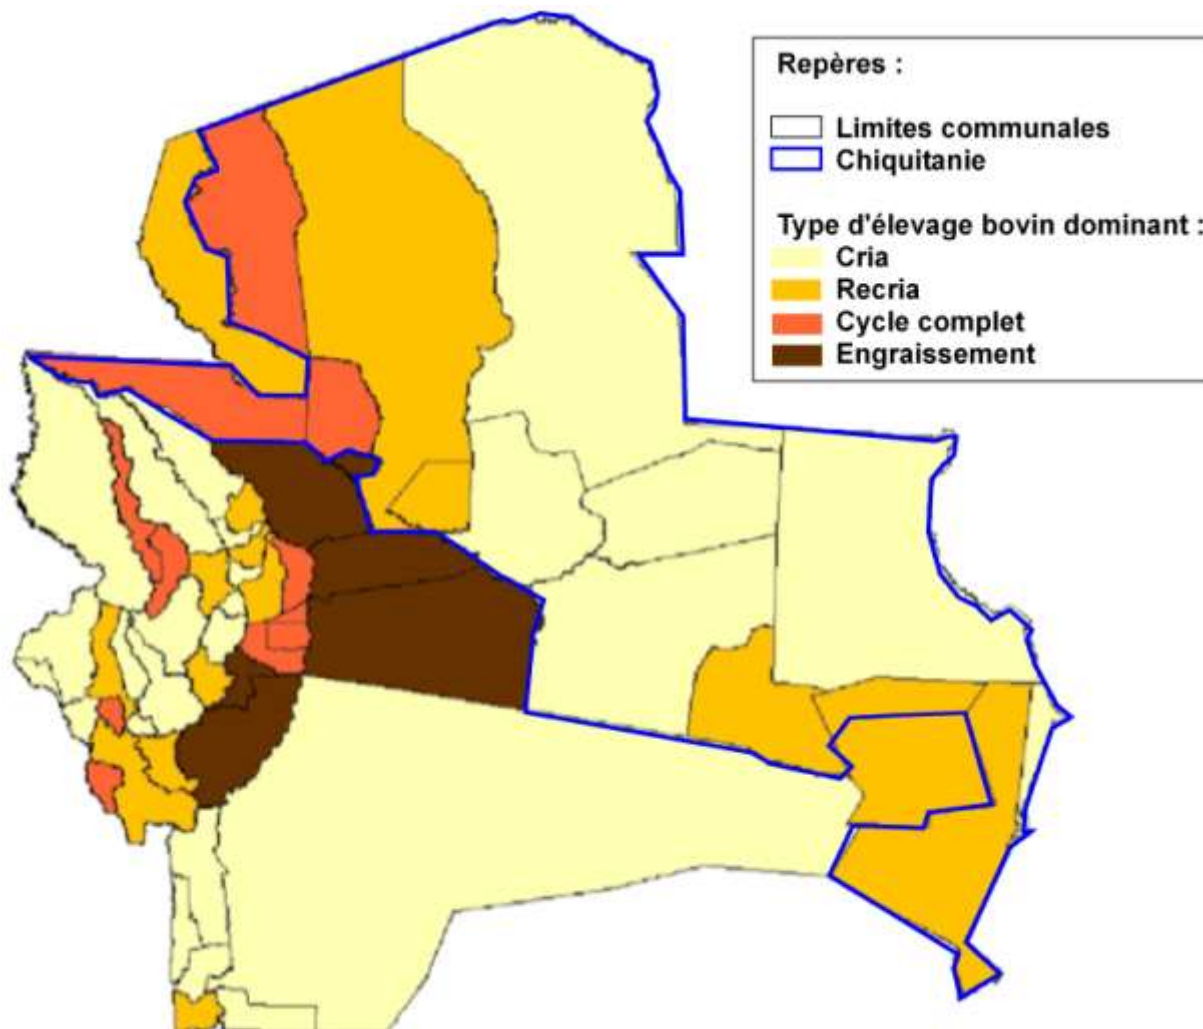 Repères :
Limites communales
Chiquitanie
Type d'élevage bovin dominant :
Cria
Recria
Cycle complet
Engraissement